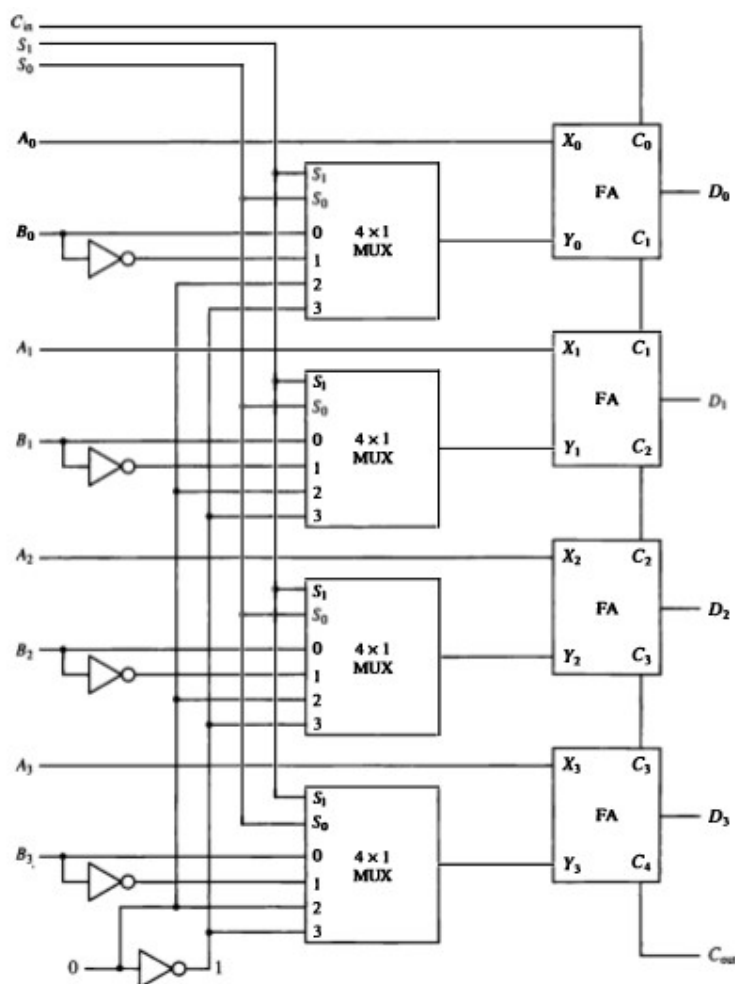 C_in
S_1
S_0
A_0 X_0 C_0
S_1
S_0 4 × 1 FA D_0
B_0 0 MUX Y_0 C_1
1
2
3
A_1 X_1 C_1
S_1
S_0 4 × 1 FA D_1
B_1 0 MUX Y_1 C_2
1
2
3
A_2 X_2 C_2
S_1
S_0 4 × 1 FA D_2
B_2 0 MUX Y_2 C_3
1
2
3
A_3 X_3 C_3
S_1
S_0 4 × 1 FA D_3
B_3 0 MUX Y_3 C_4
1
2
3
0 1 C_out